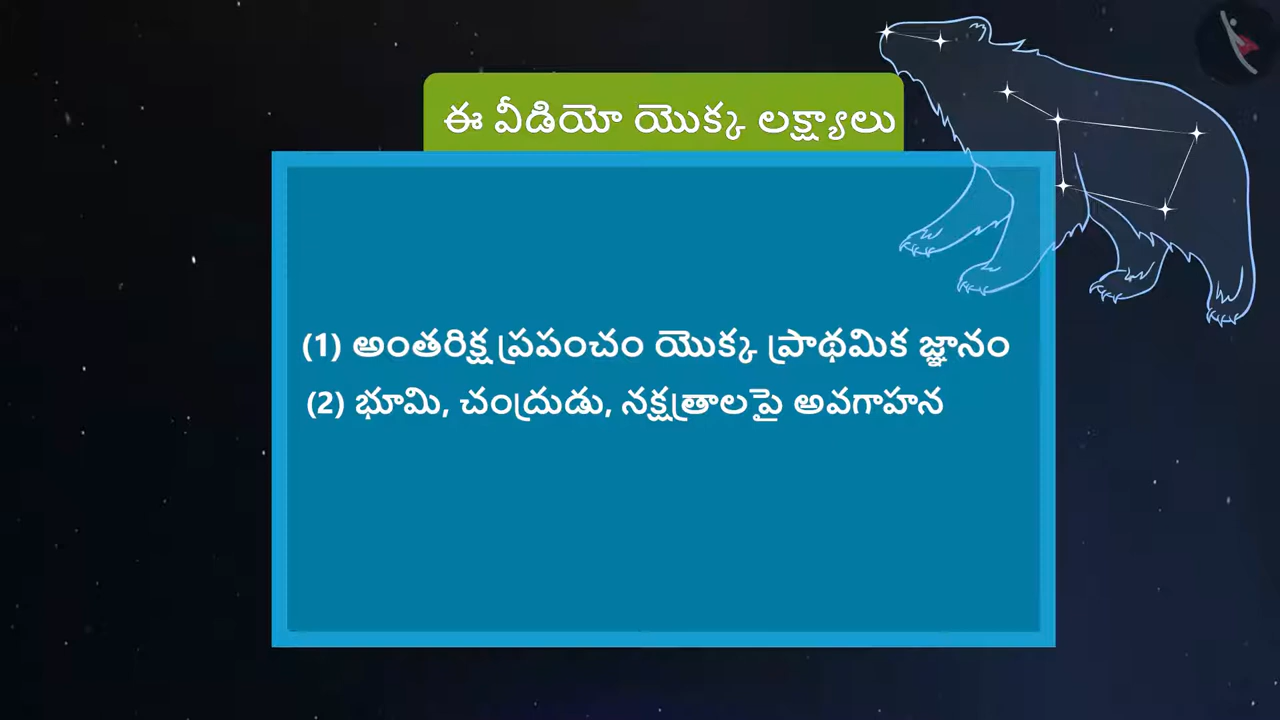 ఈ వీడియో యొక్క లక్ష్యాలు
(1) అంతరిక్ష ప్రపంచం యొక్క ప్రాథమిక జ్ఞానం
(2) భూమి, చంద్రుడు, నక్షత్రాలపై అవగాహన